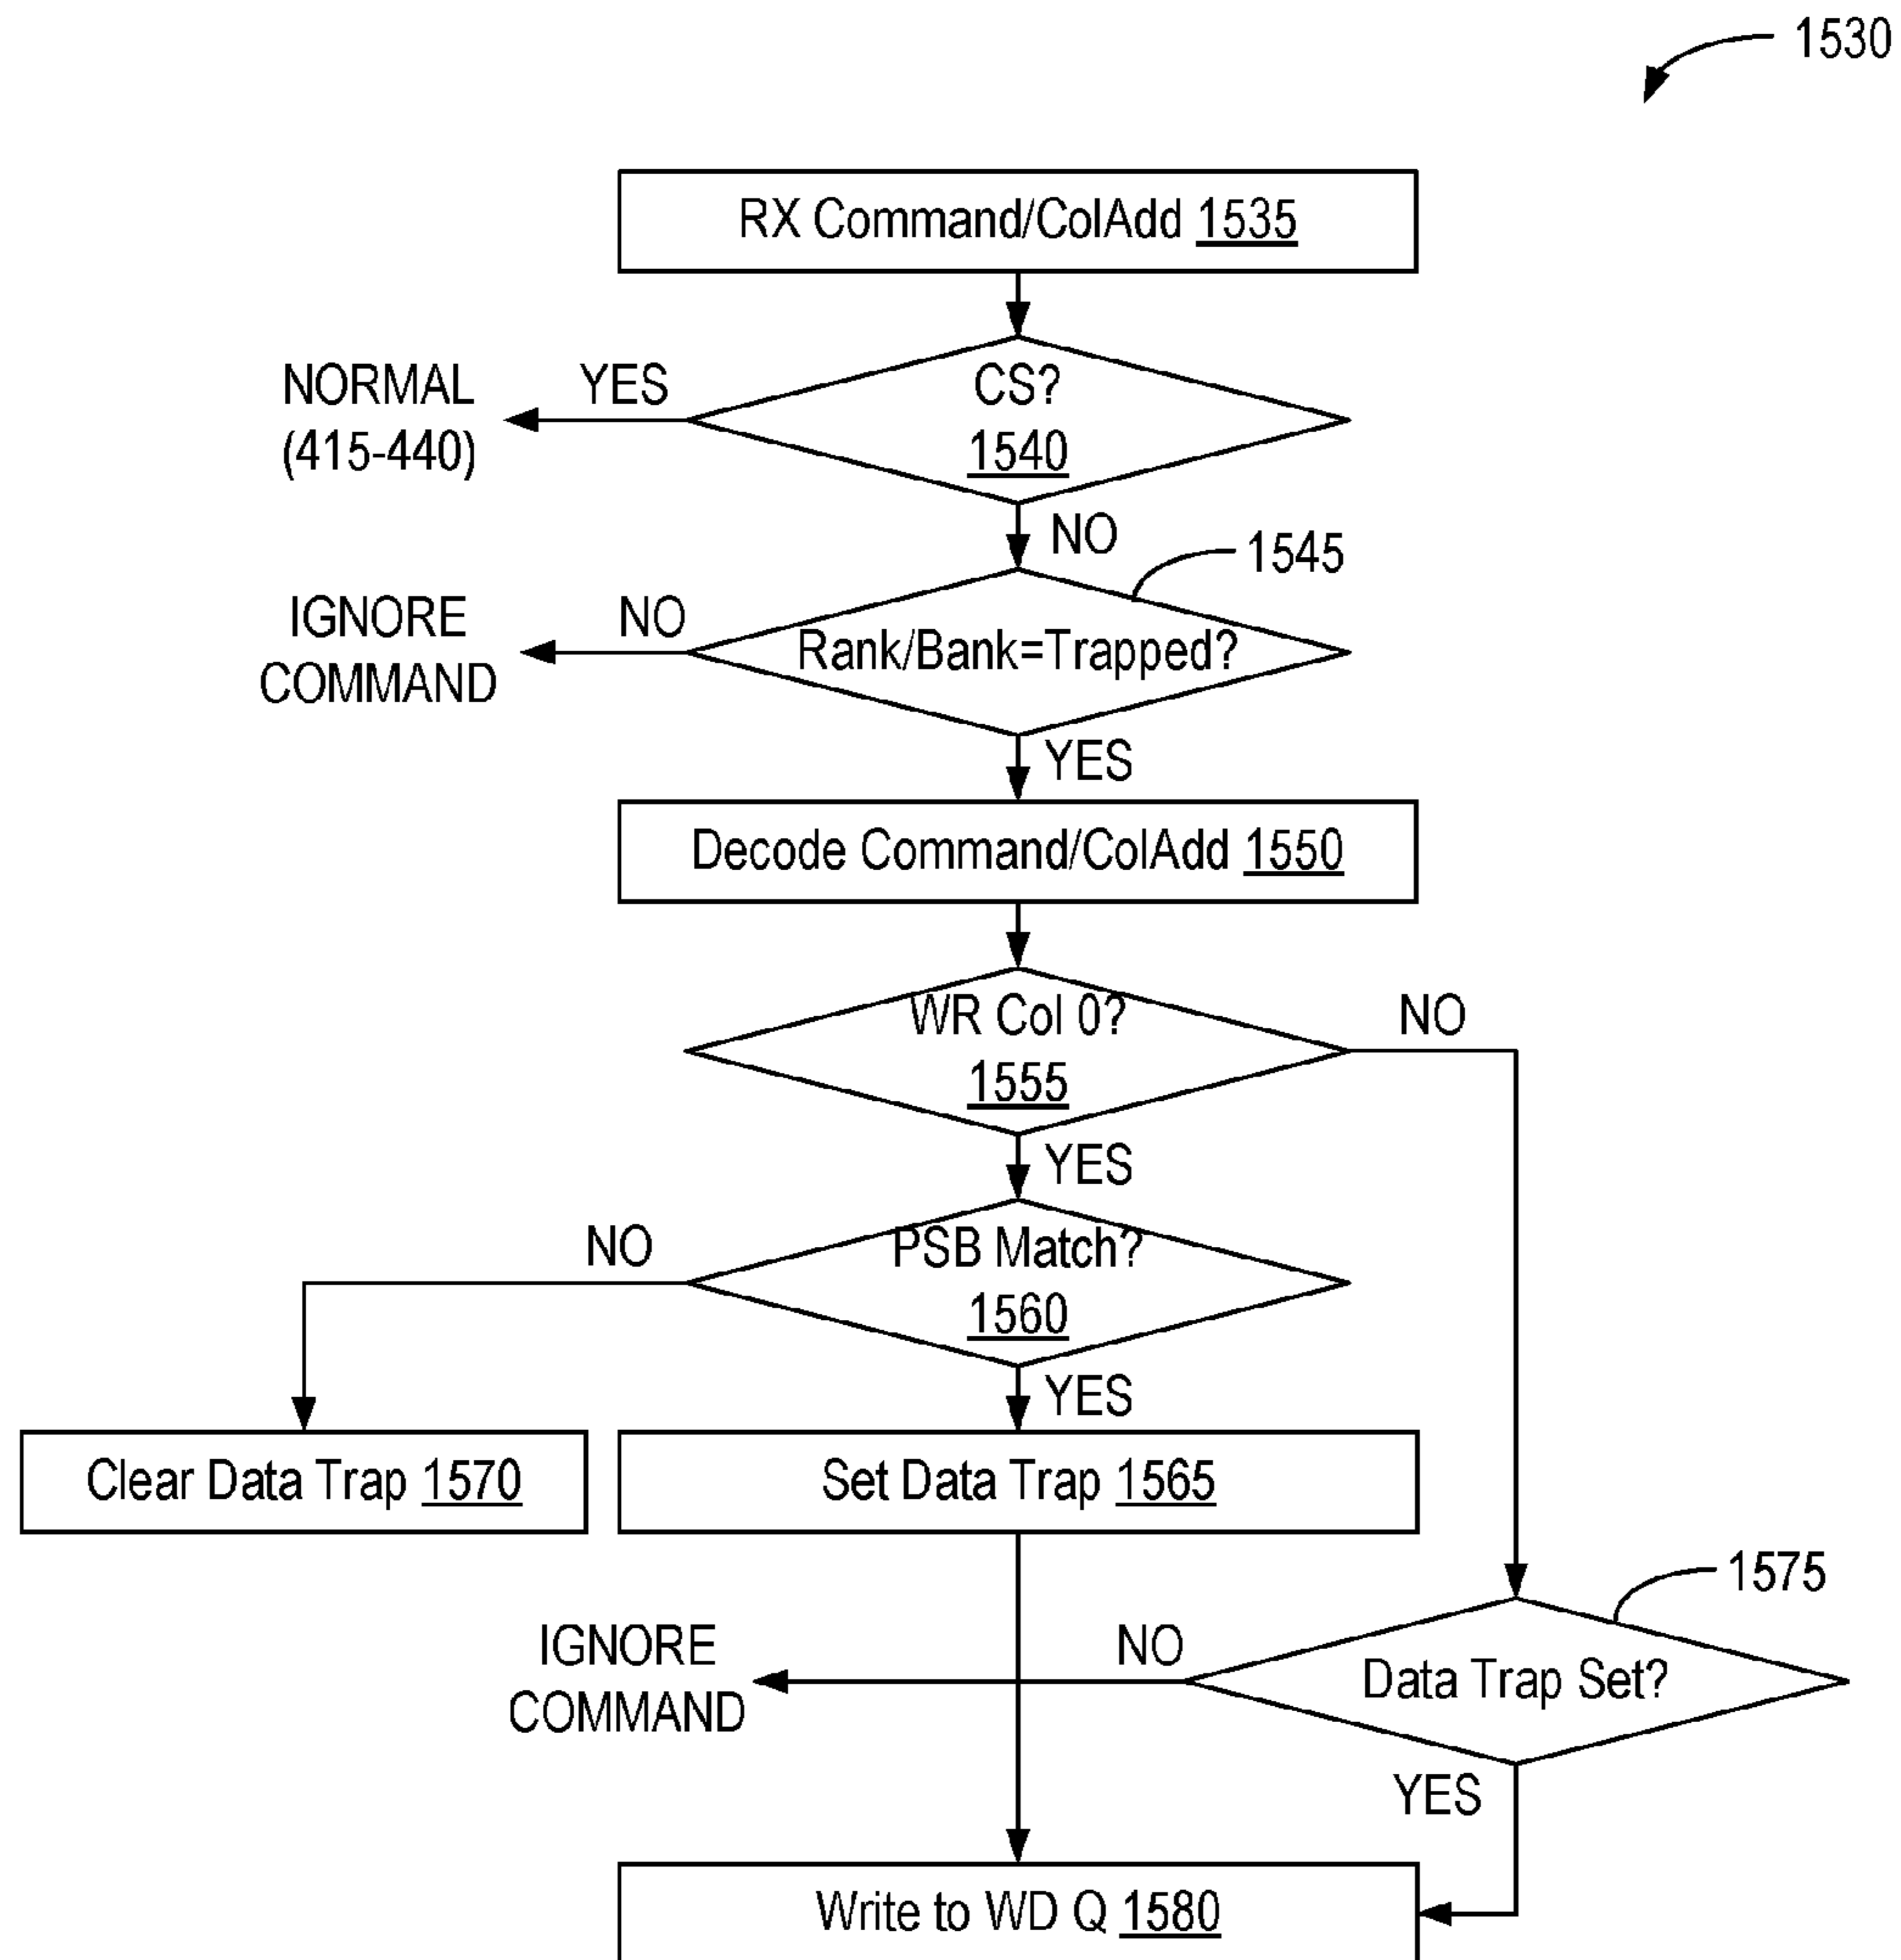 1530
RX Command/ColAdd 1535
CS?
1540
YES
NORMAL
(415-440)
NO
1545
Rank/Bank=Trapped?
NO
IGNORE
COMMAND
YES
Decode Command/ColAdd 1550
WR Col 0?
1555
NO
YES
PSB Match?
1560
NO
YES
Clear Data Trap 1570
Set Data Trap 1565
1575
Data Trap Set?
NO
IGNORE
COMMAND
YES
Write to WD Q 1580